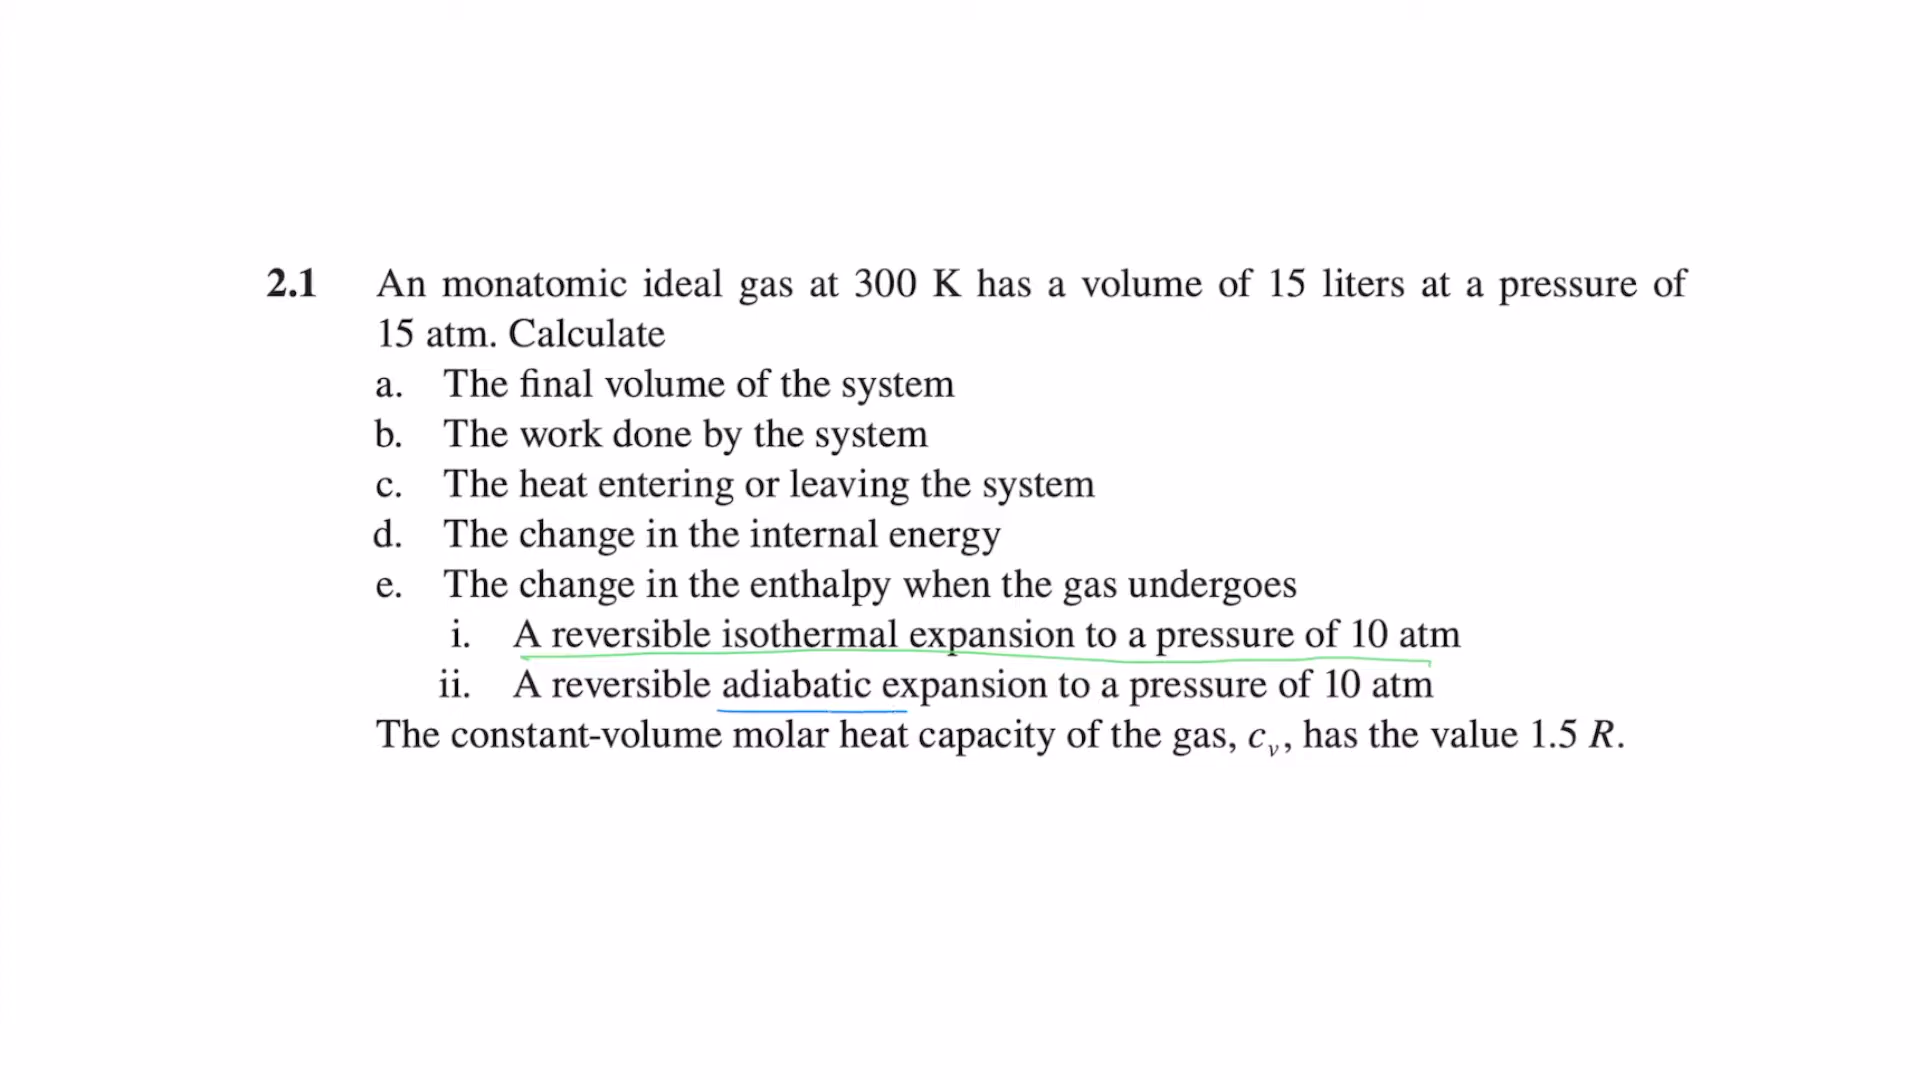 2.1 An monatomic ideal gas at 300 K has a volume of 15 liters at a pressure of
15 atm. Calculate
a. The final volume of the system
b. The work done by the system
c. The heat entering or leaving the system
d. The change in the internal energy
e. The change in the enthalpy when the gas undergoes
i. A reversible isothermal expansion to a pressure of 10 atm
ii. A reversible adiabatic expansion to a pressure of 10 atm
The constant-volume molar heat capacity of the gas, cᵥ, has the value 1.5 R.